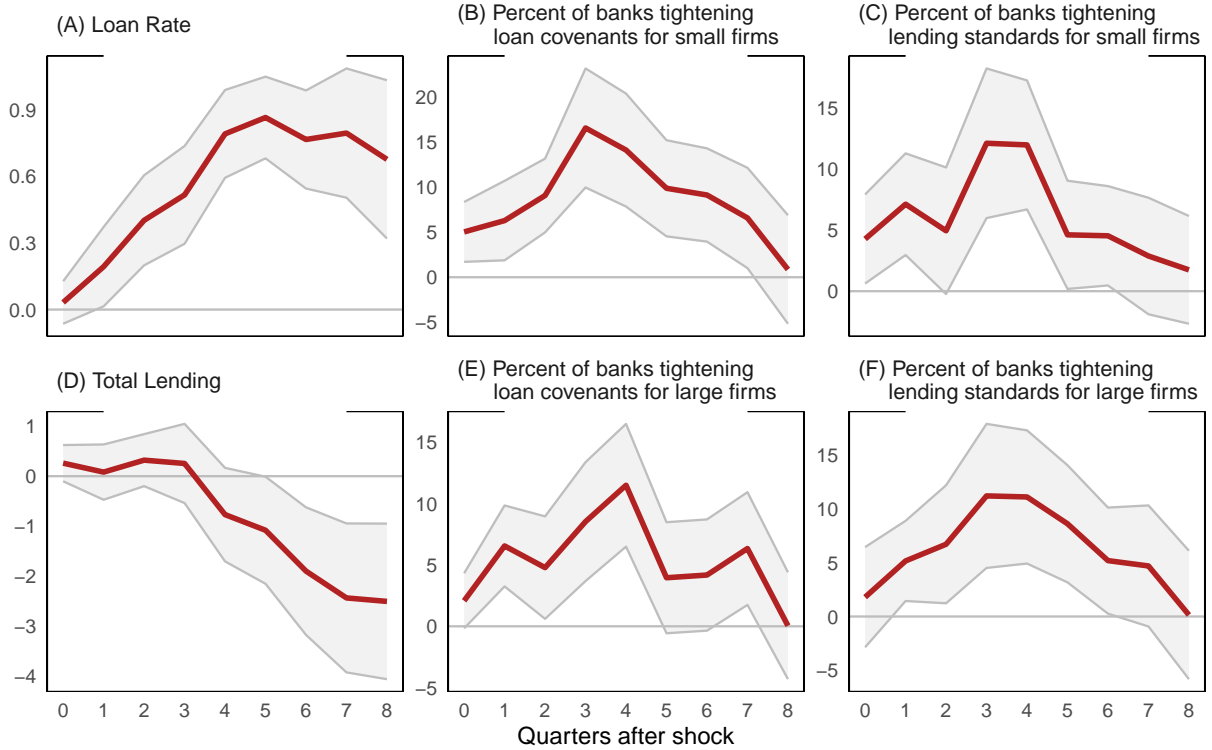 (A) Loan Rate
(B) Percent of banks tightening
loan covenants for small firms
(C) Percent of banks tightening
lending standards for small firms
0.9
0.6
0.3
0.0
20
15
10
5
0
−5
15
10
5
0
(D) Total Lending
(E) Percent of banks tightening
loan covenants for large firms
(F) Percent of banks tightening
lending standards for large firms
1
0
−1
−2
−3
−4
15
10
5
0
−5
15
10
5
0
−5
0 1 2 3 4 5 6 7 8
0 1 2 3 4 5 6 7 8
0 1 2 3 4 5 6 7 8
Quarters after shock